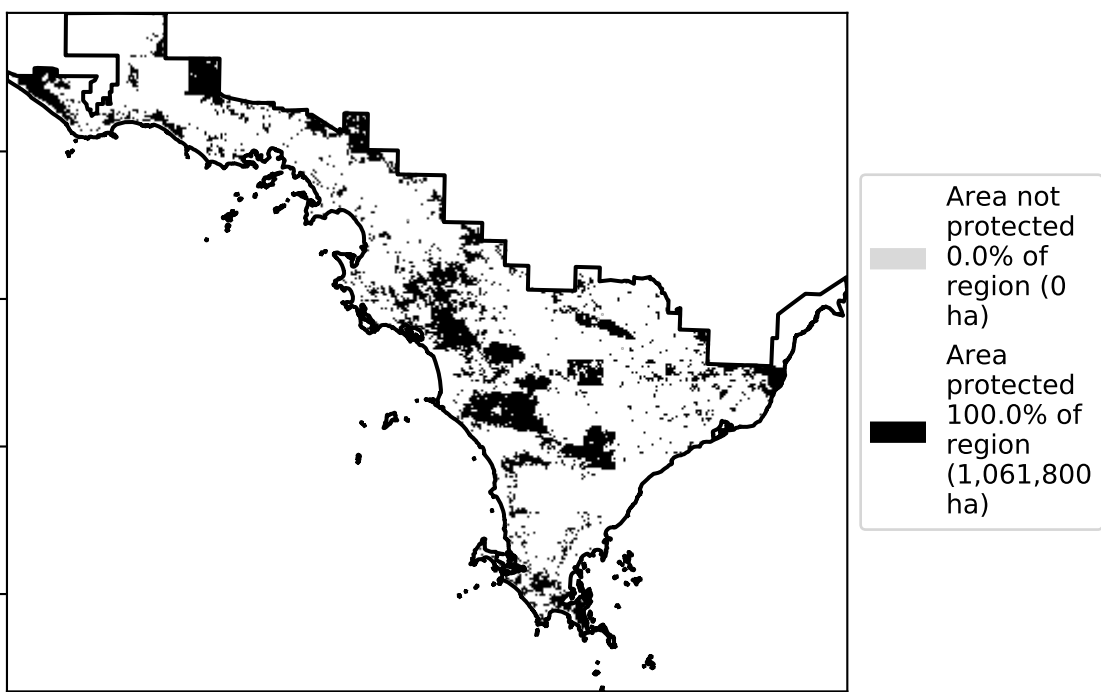 Area not
protected
0.0% of
region (0
ha)
Area
protected
100.0% of
region
(1,061,800
ha)